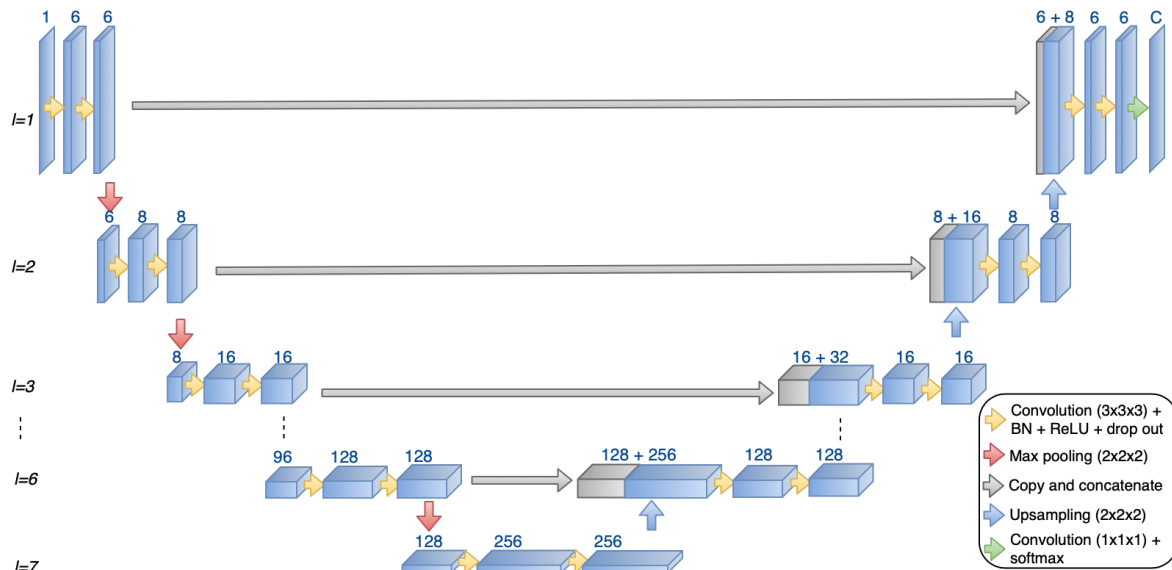 1 6 6
6 + 8 6 6 C
l=1
6 8 8
8 + 16 8 8
l=2
8 16 16
16 + 32 16 16
l=3
96 128 128
128 + 256 128 128
l=6
128 256 256
l=7
Convolution (3x3x3) +
BN + ReLU + drop out
Max pooling (2x2x2)
Copy and concatenate
Upsampling (2x2x2)
Convolution (1x1x1) +
softmax